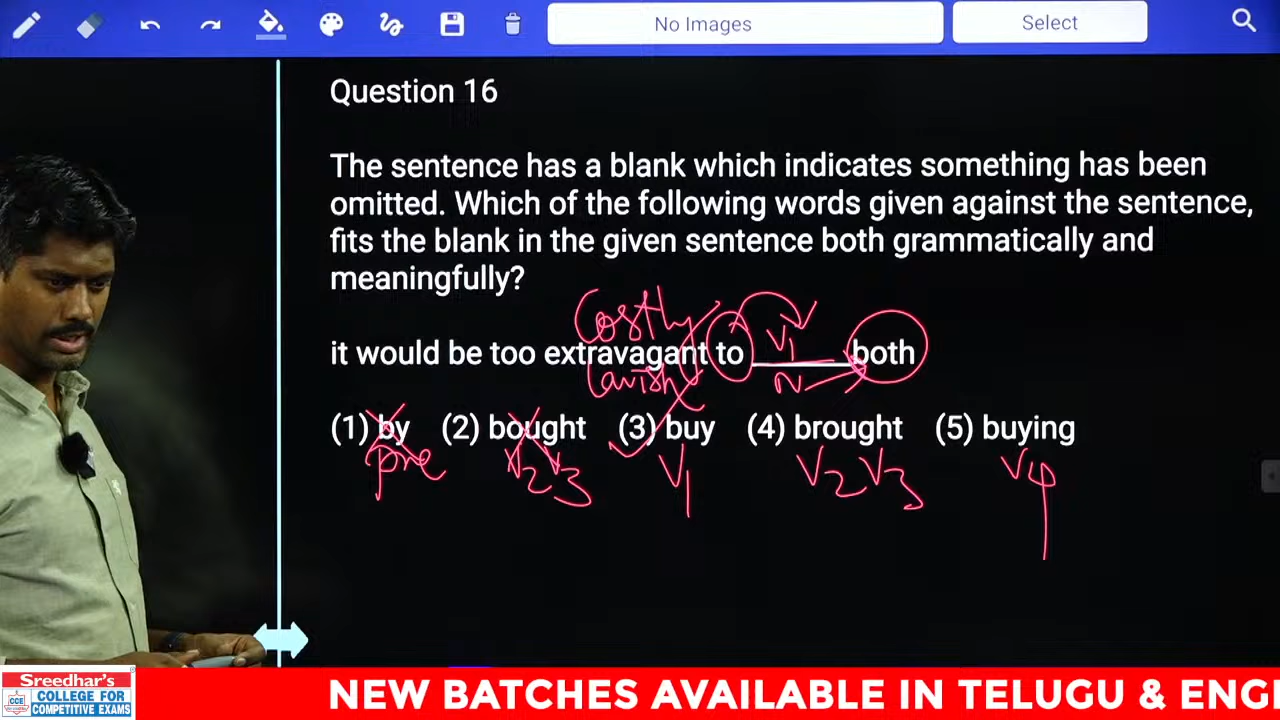 No Images
Select
Question 16
The sentence has a blank which indicates something has been
omitted. Which of the following words given against the sentence,
fits the blank in the given sentence both grammatically and
meaningfully?
Costly
V1
it would be too extravagant to ________ both
lavish
N
(1) by (2) bought (3) buy (4) brought (5) buying
pre V2 V3 V1 V2 V3 V4
Sreedhar's
CCE
COLLEGE FOR
COMPETITIVE EXAMS
NEW BATCHES AVAILABLE IN TELUGU & ENG